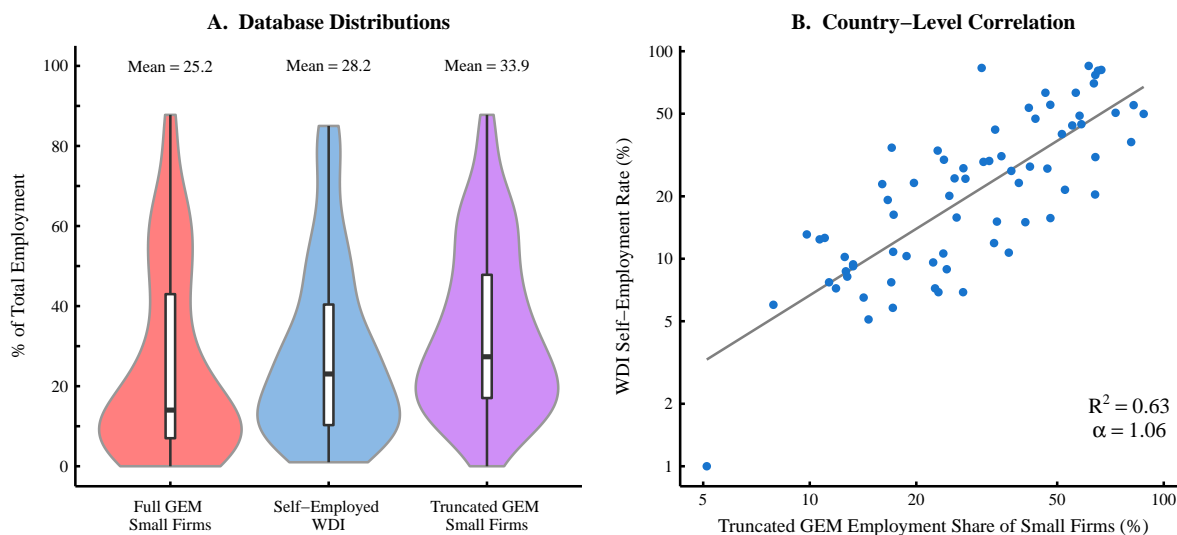 A. Database Distributions
% of Total Employment
100
80
60
40
20
0
Mean = 25.2
Mean = 28.2
Mean = 33.9
Full GEM
Small Firms
Self−Employed
WDI
Truncated GEM
Small Firms
B. Country−Level Correlation
WDI Self−Employment Rate (%)
100
50
20
10
5
2
1
R² = 0.63
α = 1.06
5
10
20
50
100
Truncated GEM Employment Share of Small Firms (%)